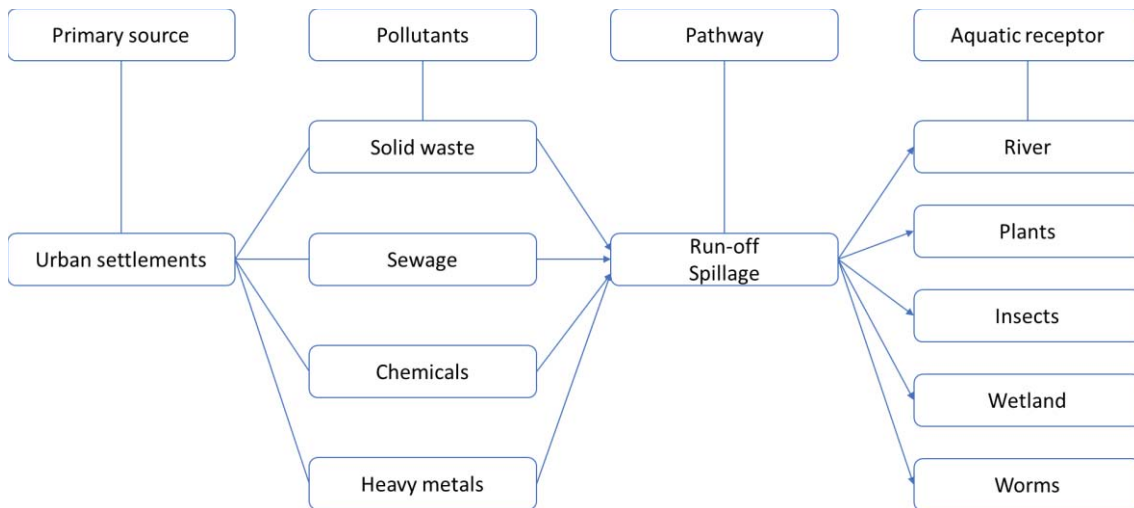 Primary source
Pollutants
Pathway
Aquatic receptor
Solid waste
River
Urban settlements
Sewage
Run-off
Spillage
Plants
Insects
Chemicals
Wetland
Heavy metals
Worms